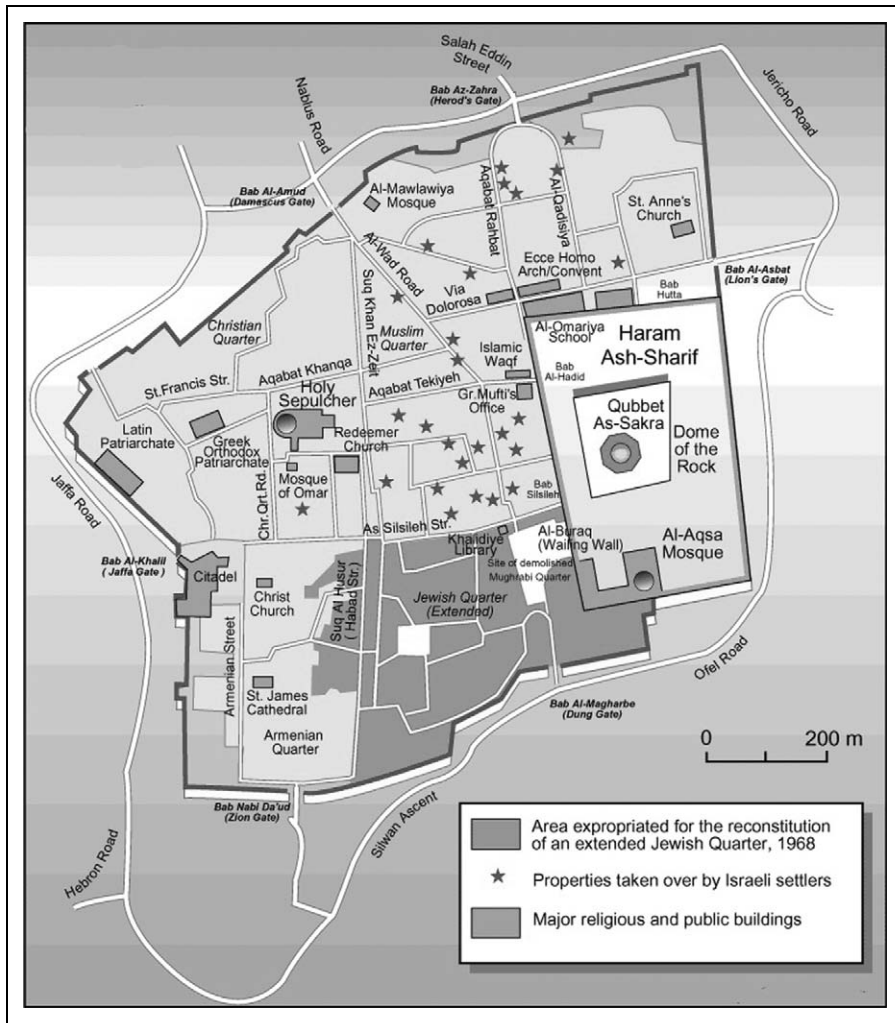 Salah Eddin
Street
Nablus Road
Bab Az-Zahra
(Herod's Gate)
Jericho Road
Bab Al-Amud
(Damascus Gate)
Al-Mawlawiya
Mosque
Aqabat Rahbat
Al-Qadisiya
St. Anne's
Church
Al-Wad Road
Ecce Homo
Arch/Convent
Bab Al-Asbat
(Lion's Gate)
Via
Dolorosa
Bab
Hutta
Suq Khan Ez-Zeit
Christian
Quarter
Muslim
Quarter
Al-Omariya
School
Haram
Ash-Sharif
Islamic
Waqf
Bab
Al-Hadid
Aqabat Khanqa
St.Francis Str.
Aqabat Tekiyeh
Gr.Mufti's
Office
Holy
Sepulcher
Qubbet
As-Sakra
Latin
Patriarchate
Greek
Orthodox
Patriarchate
Redeemer
Church
Dome
of the
Rock
Chr.Qrt.Rd.
Mosque
of Omar
Bab
Silsileh
Jaffa Road
As Silsileh Str.
Khalidiye
Library
Al-Buraq
(Wailing Wall)
Al-Aqsa
Mosque
Bab Al-Khalil
( Jaffa Gate )
Citadel
Site of demolished
Mughrabi Quarter
Christ
Church
Suq Al Husur
( Habad Str.)
Jewish Quarter
(Extended)
Armenian Street
Ofel Road
St. James
Cathedral
Bab Al-Magharbe
(Dung Gate)
Armenian
Quarter
0 200 m
Bab Nabi Da'ud
(Zion Gate)
Silwan Ascent
Hebron Road
Area expropriated for the reconstitution
of an extended Jewish Quarter, 1968
Properties taken over by Israeli settlers
Major religious and public buildings